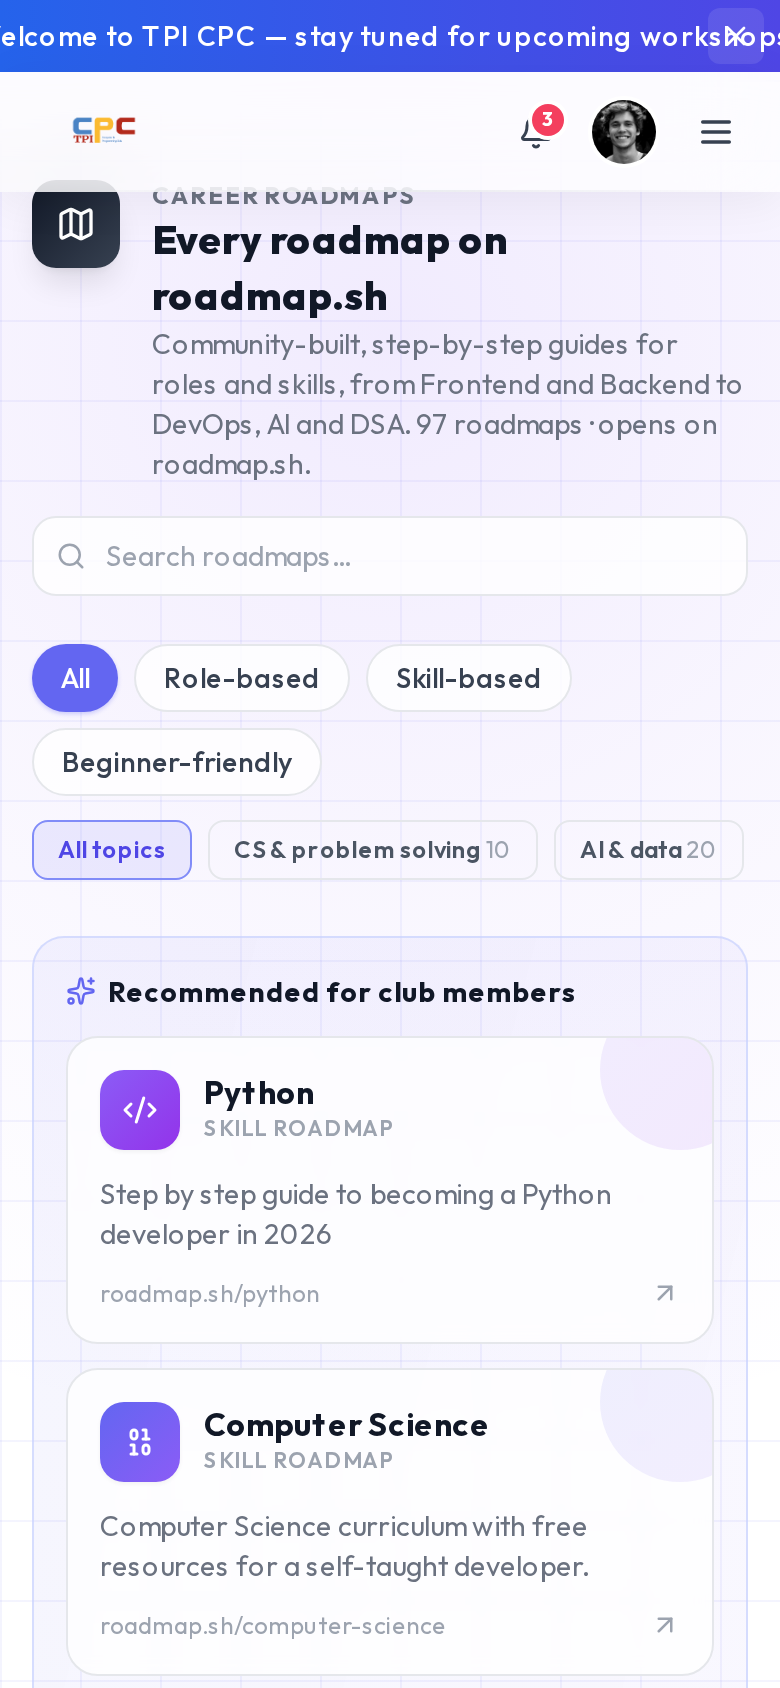 elcome to TPI CPC — stay tuned for upcoming workshops
CPC
TPI
3
CAREER ROADMAPS
Every roadmap on
roadmap.sh
Community-built, step-by-step guides for
roles and skills, from Frontend and Backend to
DevOps, AI and DSA. 97 roadmaps · opens on
roadmap.sh.
Search roadmaps...
All
Role-based
Skill-based
Beginner-friendly
All topics
CS & problem solving 10
AI & data 20
Recommended for club members
Python
SKILL ROADMAP
Step by step guide to becoming a Python
developer in 2026
roadmap.sh/python
01
10
Computer Science
SKILL ROADMAP
Computer Science curriculum with free
resources for a self-taught developer.
roadmap.sh/computer-science